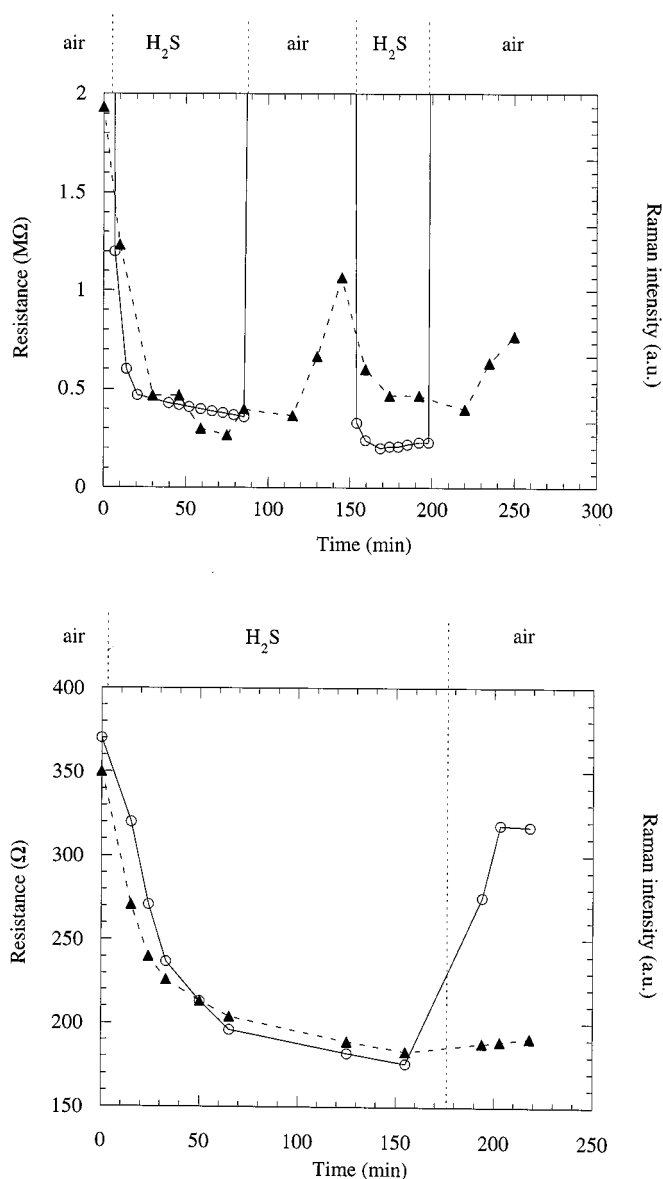 air H₂S air H₂S air
2
1.5
1
0.5
0
Resistance (MΩ)
Raman intensity (a.u.)
0 50 100 150 200 250 300
Time (min)
air H₂S air
400
350
300
250
200
150
Resistance (Ω)
Raman intensity (a.u.)
0 50 100 150 200 250
Time (min)